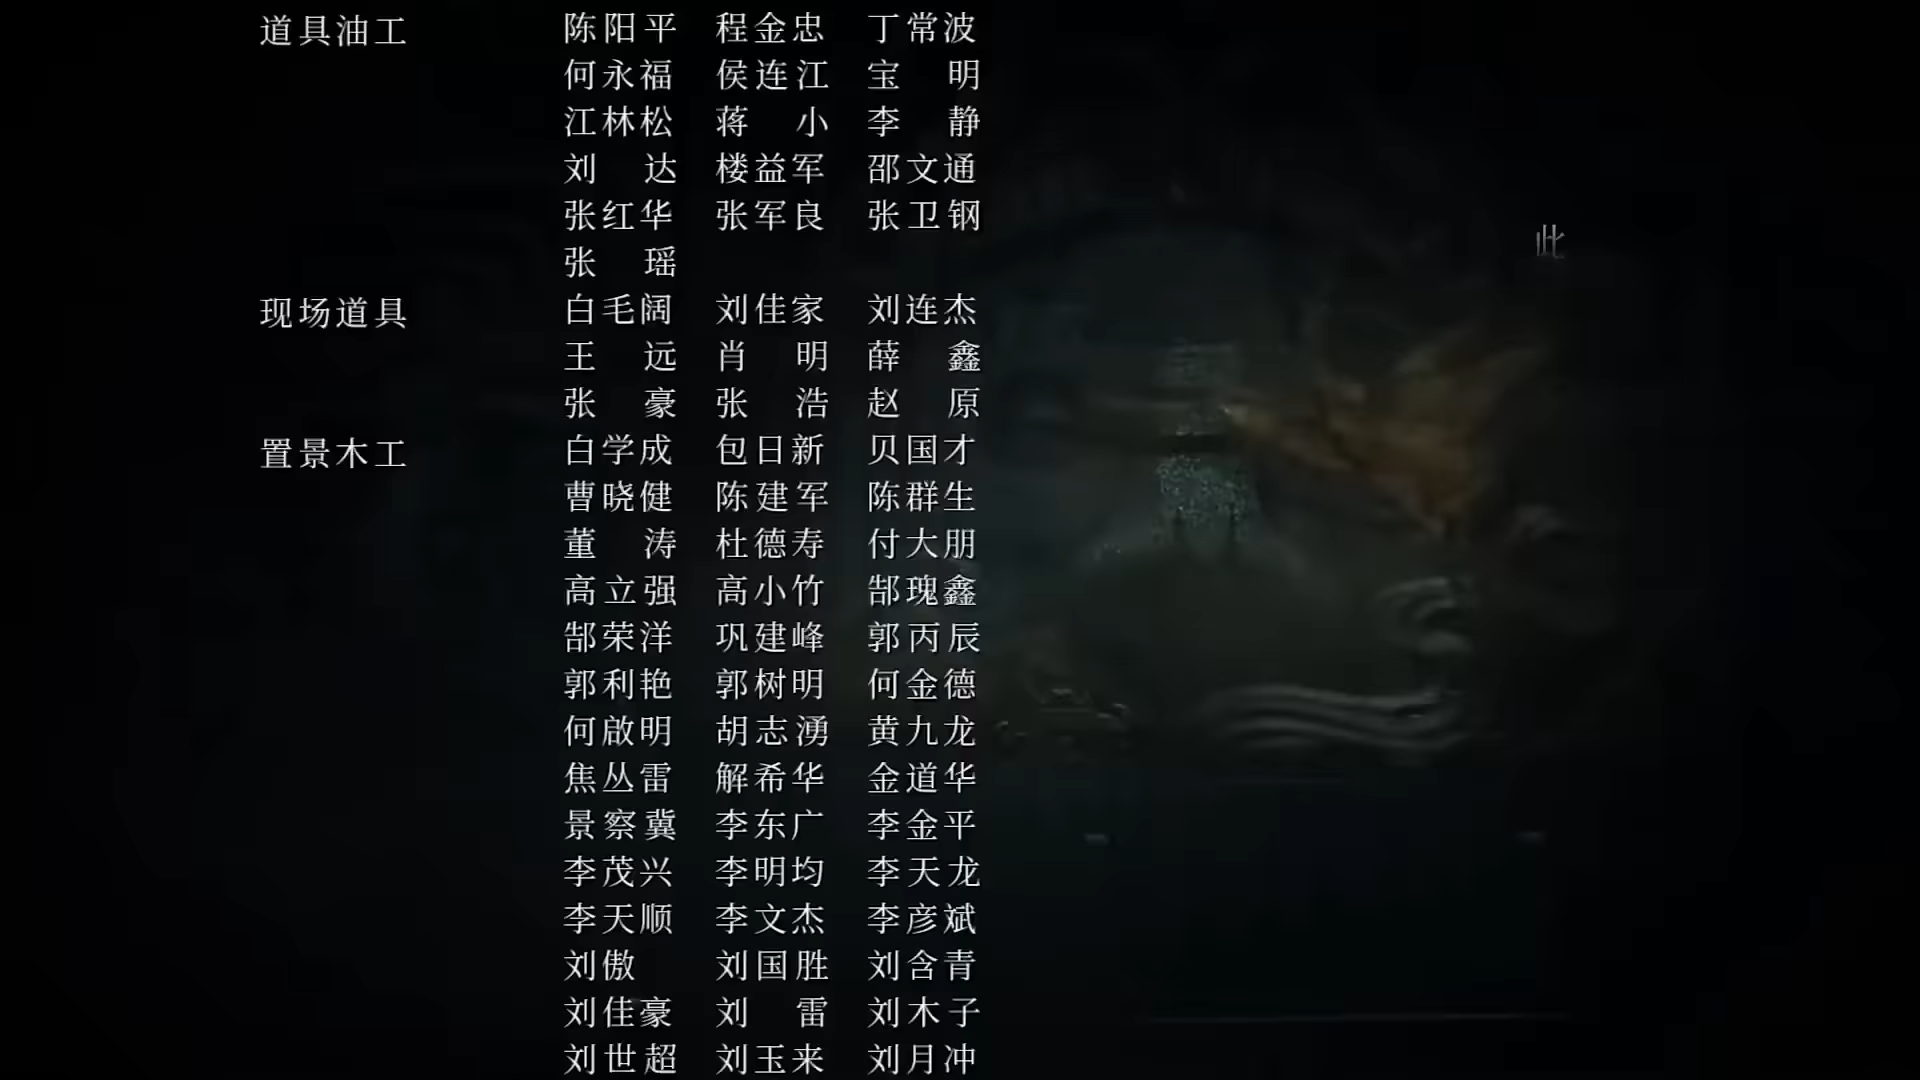 道具油工 陈阳平 程金忠 丁常波
何永福 侯连江 宝 明
江林松 蒋 小 李 静
刘 达 楼益军 邵文通
张红华 张军良 张卫钢
张 瑶
此
现场道具 白毛阔 刘佳家 刘连杰
王 远 肖 明 薛 鑫
张 豪 张 浩 赵 原
置景木工 白学成 包日新 贝国才
曹晓健 陈建军 陈群生
董 涛 杜德寿 付大朋
高立强 高小竹 郜瑰鑫
郜荣洋 巩建峰 郭丙辰
郭利艳 郭树明 何金德
何啟明 胡志湧 黄九龙
焦丛雷 解希华 金道华
景察冀 李东广 李金平
李茂兴 李明均 李天龙
李天顺 李文杰 李彦斌
刘傲 刘国胜 刘含青
刘佳豪 刘 雷 刘木子
刘世超 刘玉来 刘月冲